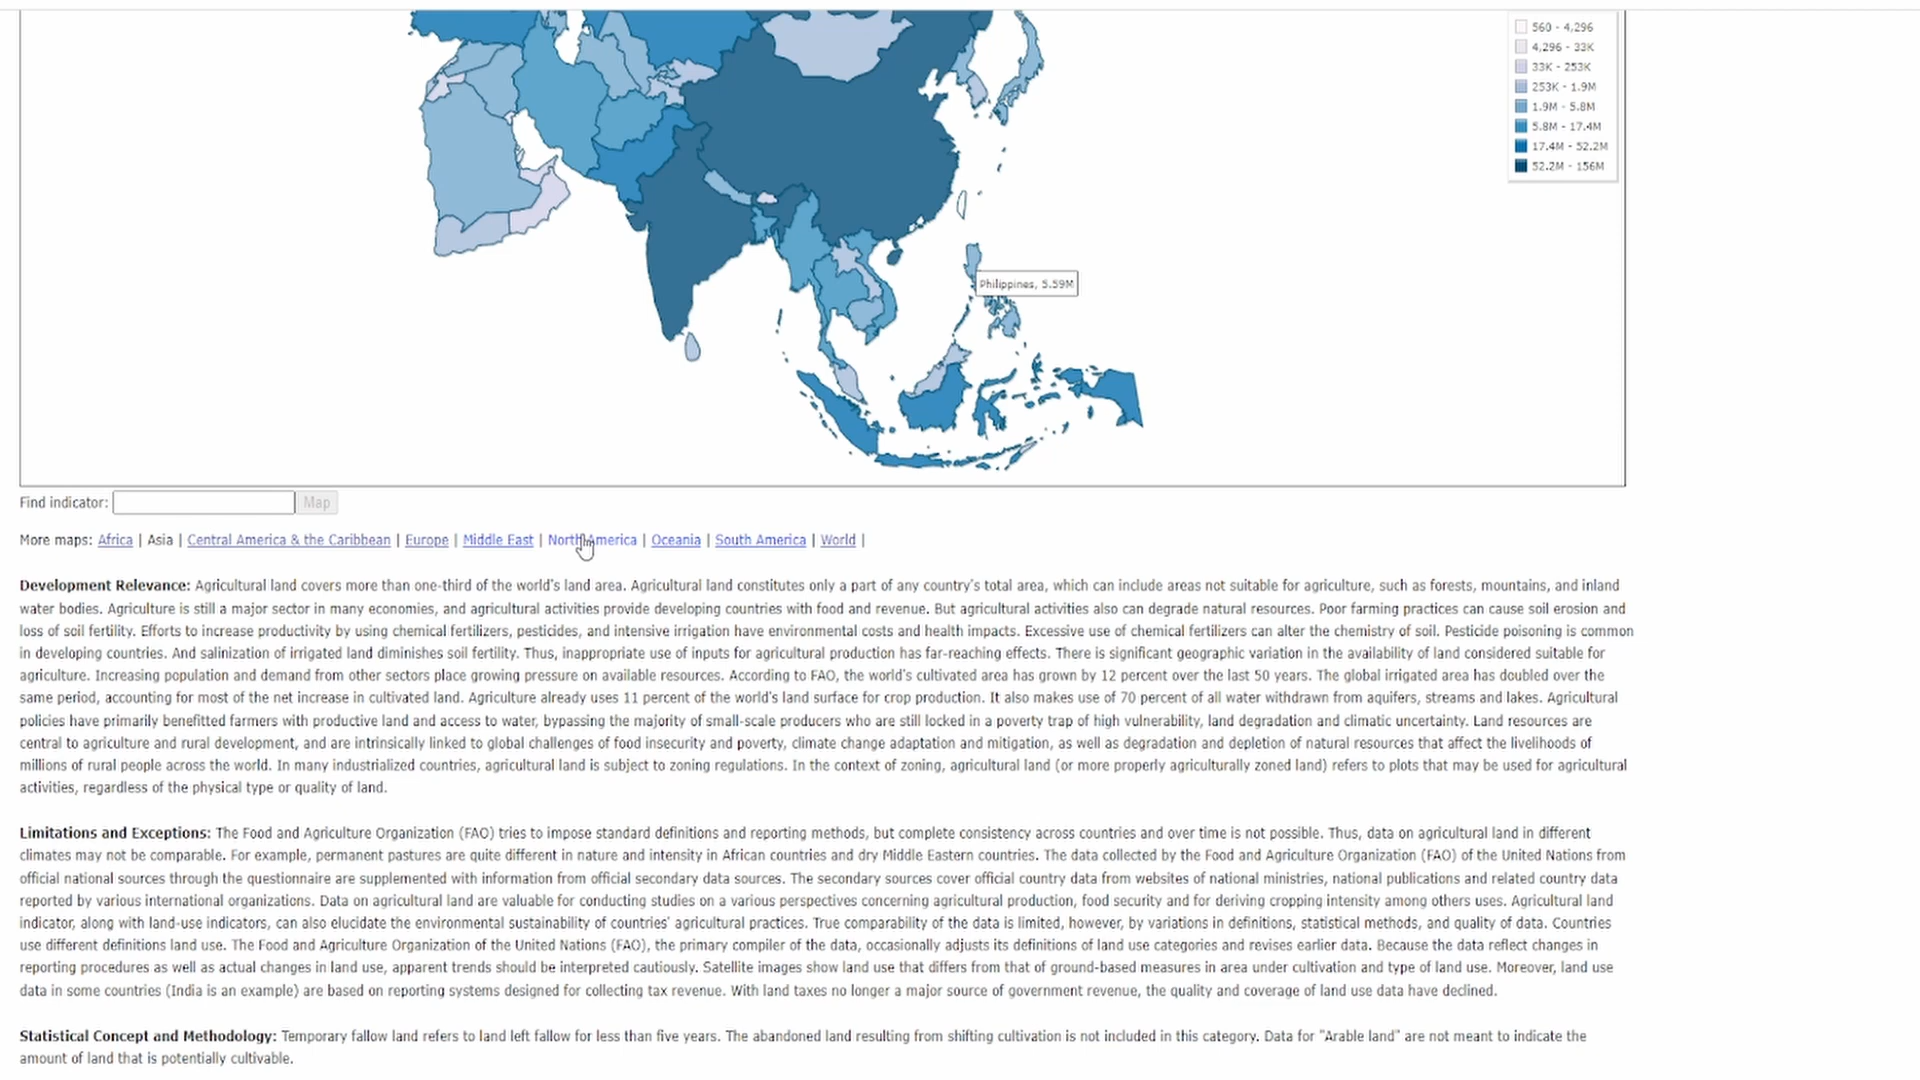 560 - 4,296
4,296 - 33K
33K - 253K
253K - 1.9M
1.9M - 5.8M
5.8M - 17.4M
17.4M - 52.2M
52.2M - 156M
Philippines, 5.59M
Find indicator: Map
More maps: Africa | Asia | Central America & the Caribbean | Europe | Middle East | North America | Oceania | South America | World |
Development Relevance: Agricultural land covers more than one-third of the world's land area. Agricultural land constitutes only a part of any country's total area, which can include areas not suitable for agriculture, such as forests, mountains, and inland
water bodies. Agriculture is still a major sector in many economies, and agricultural activities provide developing countries with food and revenue. But agricultural activities also can degrade natural resources. Poor farming practices can cause soil erosion and
loss of soil fertility. Efforts to increase productivity by using chemical fertilizers, pesticides, and intensive irrigation have environmental costs and health impacts. Excessive use of chemical fertilizers can alter the chemistry of soil. Pesticide poisoning is common
in developing countries. And salinization of irrigated land diminishes soil fertility. Thus, inappropriate use of inputs for agricultural production has far-reaching effects. There is significant geographic variation in the availability of land considered suitable for
agriculture. Increasing population and demand from other sectors place growing pressure on available resources. According to FAO, the world's cultivated area has grown by 12 percent over the last 50 years. The global irrigated area has doubled over the
same period, accounting for most of the net increase in cultivated land. Agriculture already uses 11 percent of the world's land surface for crop production. It also makes use of 70 percent of all water withdrawn from aquifers, streams and lakes. Agricultural
policies have primarily benefitted farmers with productive land and access to water, bypassing the majority of small-scale producers who are still locked in a poverty trap of high vulnerability, land degradation and climatic uncertainty. Land resources are
central to agriculture and rural development, and are intrinsically linked to global challenges of food insecurity and poverty, climate change adaptation and mitigation, as well as degradation and depletion of natural resources that affect the livelihoods of
millions of rural people across the world. In many industrialized countries, agricultural land is subject to zoning regulations. In the context of zoning, agricultural land (or more properly agriculturally zoned land) refers to plots that may be used for agricultural
activities, regardless of the physical type or quality of land.
Limitations and Exceptions: The Food and Agriculture Organization (FAO) tries to impose standard definitions and reporting methods, but complete consistency across countries and over time is not possible. Thus, data on agricultural land in different
climates may not be comparable. For example, permanent pastures are quite different in nature and intensity in African countries and dry Middle Eastern countries. The data collected by the Food and Agriculture Organization (FAO) of the United Nations from
official national sources through the questionnaire are supplemented with information from official secondary data sources. The secondary sources cover official country data from websites of national ministries, national publications and related country data
reported by various international organizations. Data on agricultural land are valuable for conducting studies on a various perspectives concerning agricultural production, food security and for deriving cropping intensity among others uses. Agricultural land
indicator, along with land-use indicators, can also elucidate the environmental sustainability of countries' agricultural practices. True comparability of the data is limited, however, by variations in definitions, statistical methods, and quality of data. Countries
use different definitions land use. The Food and Agriculture Organization of the United Nations (FAO), the primary compiler of the data, occasionally adjusts its definitions of land use categories and revises earlier data. Because the data reflect changes in
reporting procedures as well as actual changes in land use, apparent trends should be interpreted cautiously. Satellite images show land use that differs from that of ground-based measures in area under cultivation and type of land use. Moreover, land use
data in some countries (India is an example) are based on reporting systems designed for collecting tax revenue. With land taxes no longer a major source of government revenue, the quality and coverage of land use data have declined.
Statistical Concept and Methodology: Temporary fallow land refers to land left fallow for less than five years. The abandoned land resulting from shifting cultivation is not included in this category. Data for "Arable land" are not meant to indicate the
amount of land that is potentially cultivable.